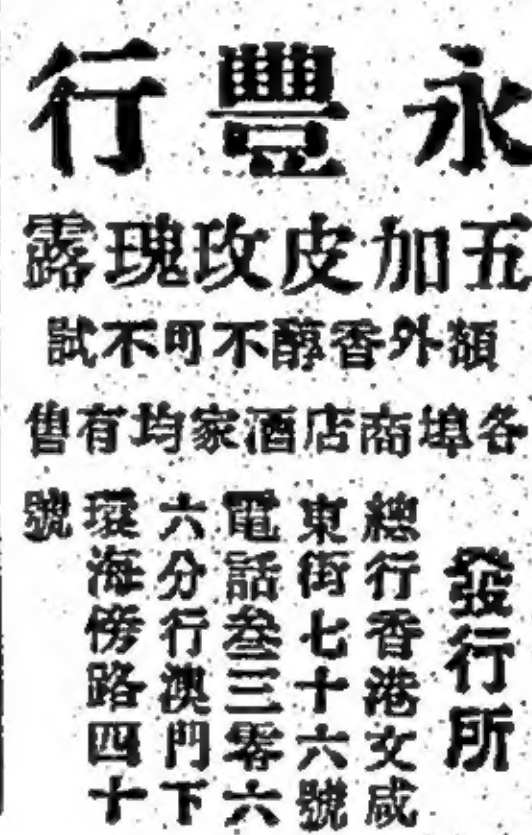 永豐行
五加皮玫瑰露
額外香醇不可不試
各埠商店酒家均有售
發行所
總行香港文咸
東街七十六號
電話叁三零六
六分行澳門下
環海傍路四十
號